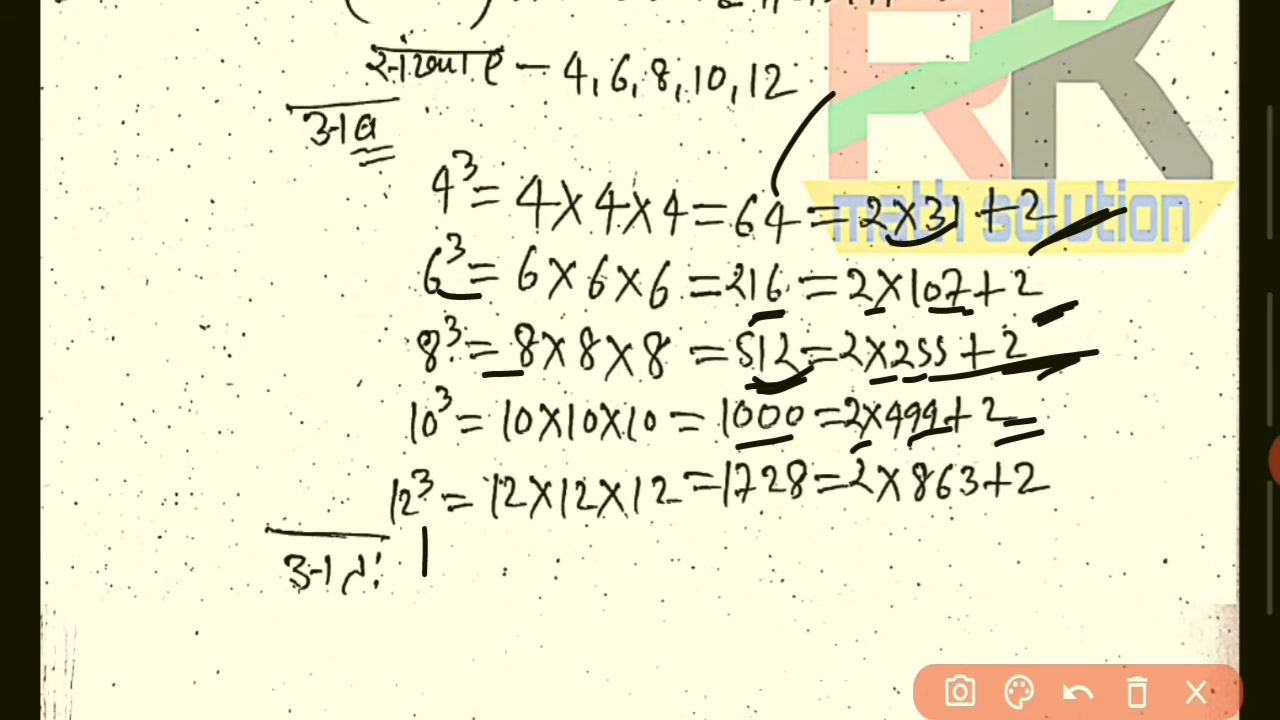 — 4, 6, 8, 10, 12
4³ = 4×4×4 = 64 = 2×31+2
6³ = 6×6×6 = 216 = 2×107+2
8³ = 8×8×8 = 512 = 2×255+2
10³ = 10×10×10 = 1000 = 2×499+2
12³ = 12×12×12 = 1728 = 2×863+2
RK
math solution